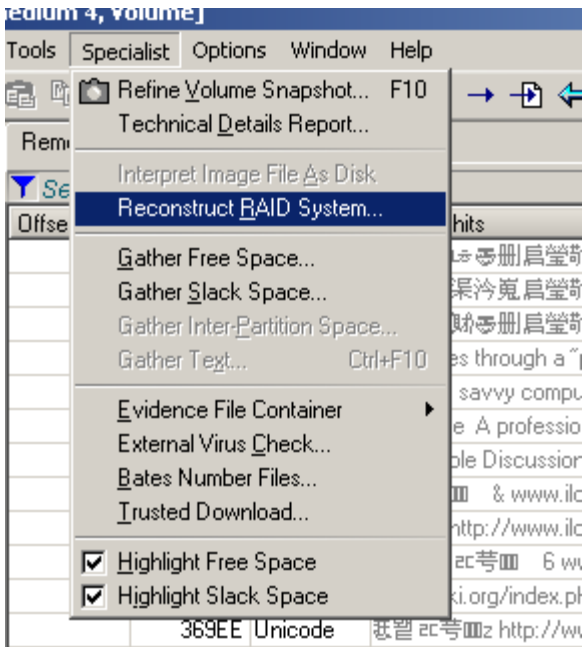 edium 4, Volume]
Tools Specialist Options Window Help
Refine Volume Snapshot... F10
Technical Details Report...
Interpret Image File As Disk
Reconstruct RAID System...
hits
Gather Free Space...
Gather Slack Space...
Gather Inter-Partition Space...
Gather Text... Ctrl+F10
es through a "p
savvy compu
Evidence File Container
e A professio
External Virus Check...
ple Discussion
Bates Number Files...
& www.ilo
Trusted Download...
http://www.ilo
Highlight Free Space
6 ww
Highlight Slack Space
ki.org/index.ph
369EE Unicode http://ww